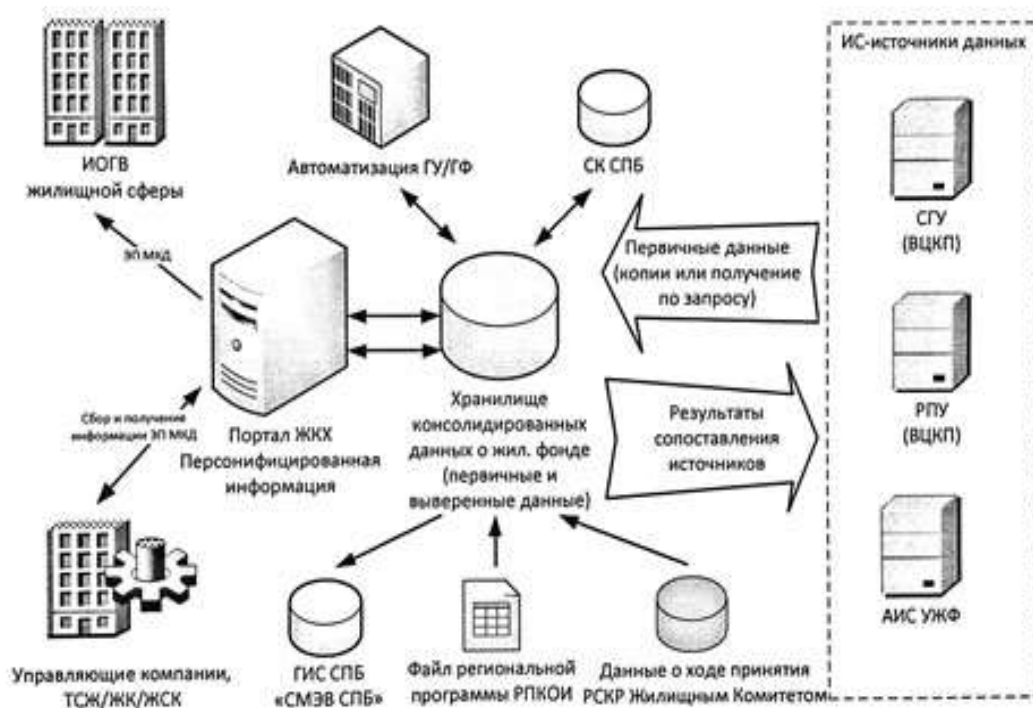 ИОГВ
жилищной сферы
Автоматизация ГУ/ГФ
СК СПБ
ИС-источники данных
СГУ
(ВЦКП)
РПУ
(ВЦКП)
АИС УЖФ
Первичные данные
(копии или получение
по запросу)
Результаты
сопоставления
источников
ЭП МКД
Сбор и получение
информации ЭП МКД
Портал ЖКХ
Персонифицированная
информация
Хранилище
консолидированных
данных о жил. фонде
(первичные и
выверенные данные)
Управляющие компании,
ТСЖ/ЖК/ЖСК
ГИС СПБ
«СМЭВ СПБ»
Файл региональной
программы РПКОИ
Данные о ходе принятия
РСКР Жилищным Комитетом